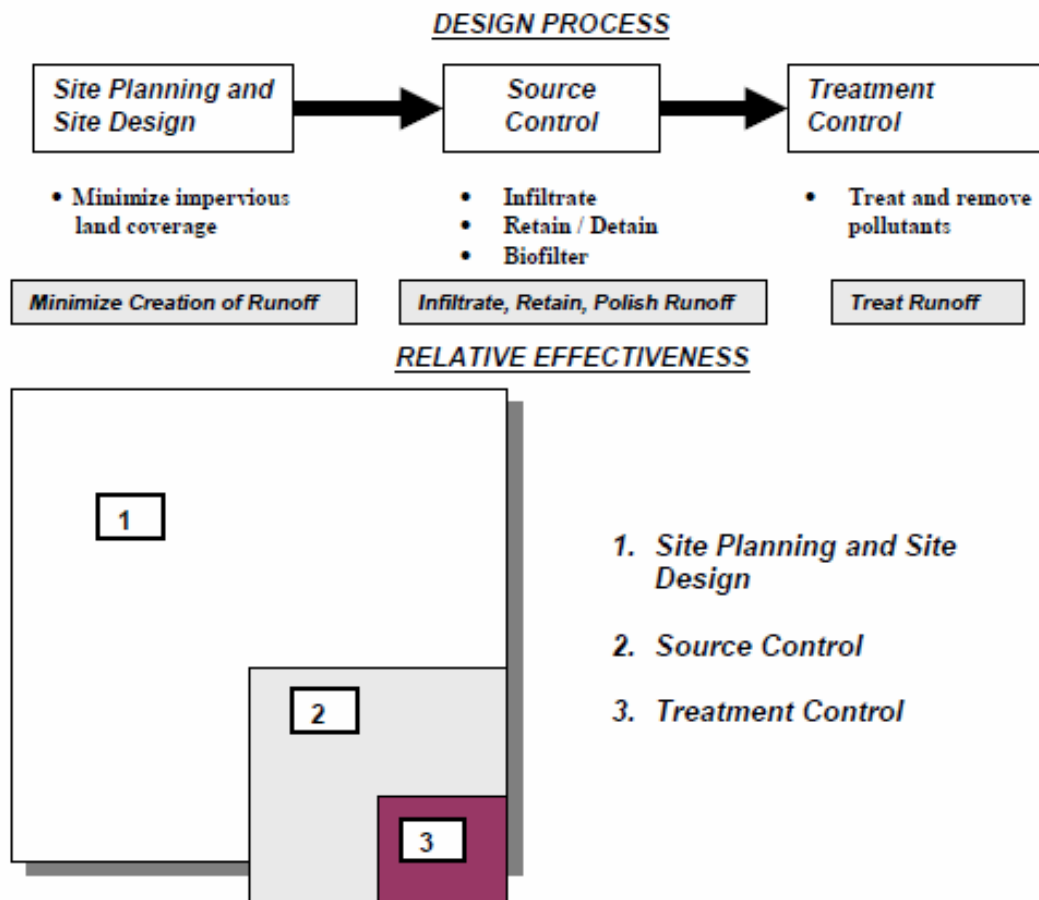 DESIGN PROCESS
Site Planning and
Site Design
Source
Control
Treatment
Control
• Minimize impervious
land coverage
• Infiltrate
• Retain / Detain
• Biofilter
• Treat and remove
pollutants
Minimize Creation of Runoff
Infiltrate, Retain, Polish Runoff
Treat Runoff
RELATIVE EFFECTIVENESS
1
2
3
1. Site Planning and Site
Design
2. Source Control
3. Treatment Control